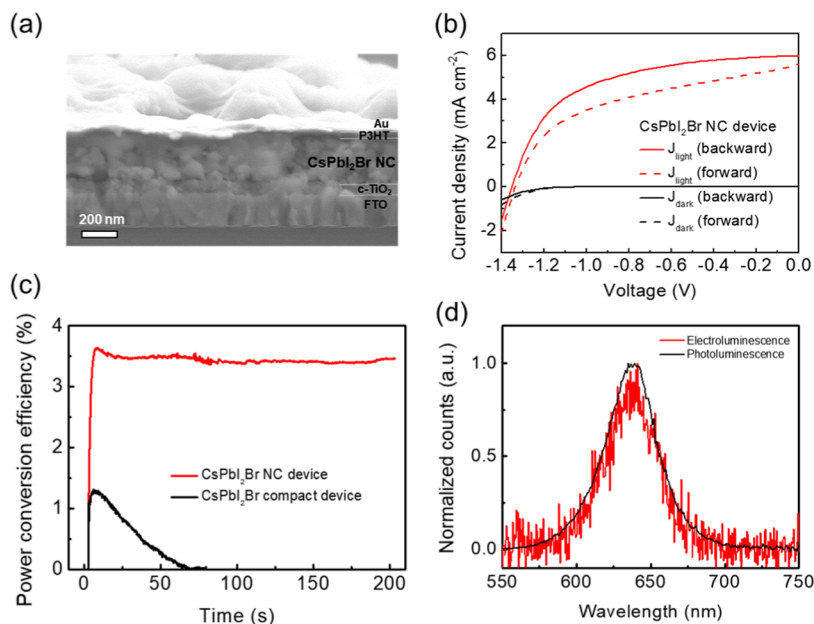 (a)
Au
P3HT
CsPbI₂Br NC
c-TiO₂
FTO
200 nm
(b)
Current density (mA cm⁻²)
6
4
2
0
-2
CsPbI₂Br NC device
J_light (backward)
J_light (forward)
J_dark (backward)
J_dark (forward)
-1.4 -1.2 -1.0 -0.8 -0.6 -0.4 -0.2 0.0
Voltage (V)
(c)
Power conversion efficiency (%)
4
3
2
1
0
CsPbI₂Br NC device
CsPbI₂Br compact device
0 50 100 150 200
Time (s)
(d)
Normalized counts (a.u.)
1.0
0.5
0.0
Electroluminescence
Photoluminescence
550 600 650 700 750
Wavelength (nm)